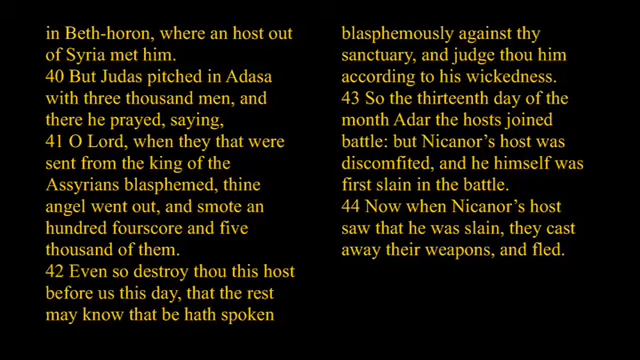 in Beth-horon, where an host out
of Syria met him.
40 But Judas pitched in Adasa
with three thousand men, and
there he prayed, saying,
41 O Lord, when they that were
sent from the king of the
Assyrians blasphemed, thine
angel went out, and smote an
hundred fourscore and five
thousand of them.
42 Even so destroy thou this host
before us this day, that the rest
may know that be hath spoken
blasphemously against thy
sanctuary, and judge thou him
according to his wickedness.
43 So the thirteenth day of the
month Adar the hosts joined
battle: but Nicanor’s host was
discomfited, and he himself was
first slain in the battle.
44 Now when Nicanor’s host
saw that he was slain, they cast
away their weapons, and fled.